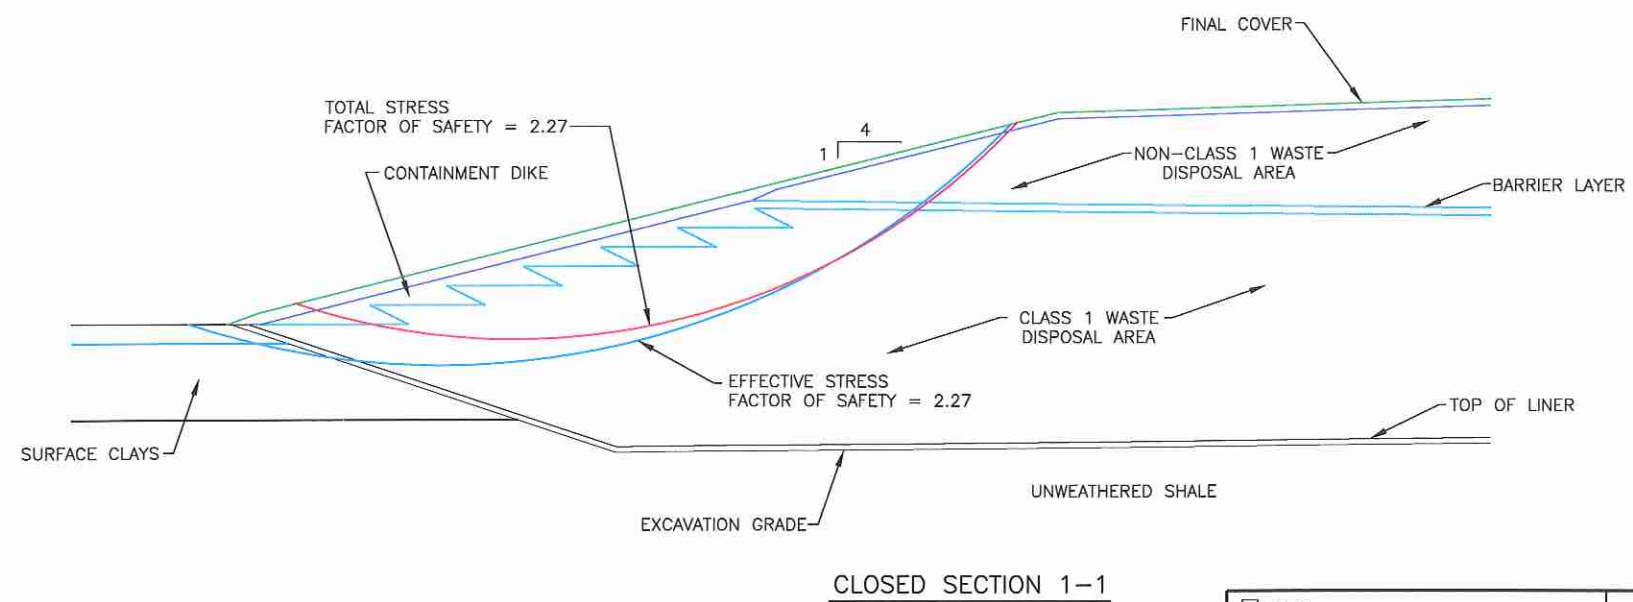 FINAL COVER
TOTAL STRESS
FACTOR OF SAFETY = 2.27
4
1
CONTAINMENT DIKE
NON-CLASS 1 WASTE
DISPOSAL AREA
BARRIER LAYER
CLASS 1 WASTE
DISPOSAL AREA
EFFECTIVE STRESS
FACTOR OF SAFETY = 2.27
TOP OF LINER
SURFACE CLAYS
UNWEATHERED SHALE
EXCAVATION GRADE
CLOSED SECTION 1-1